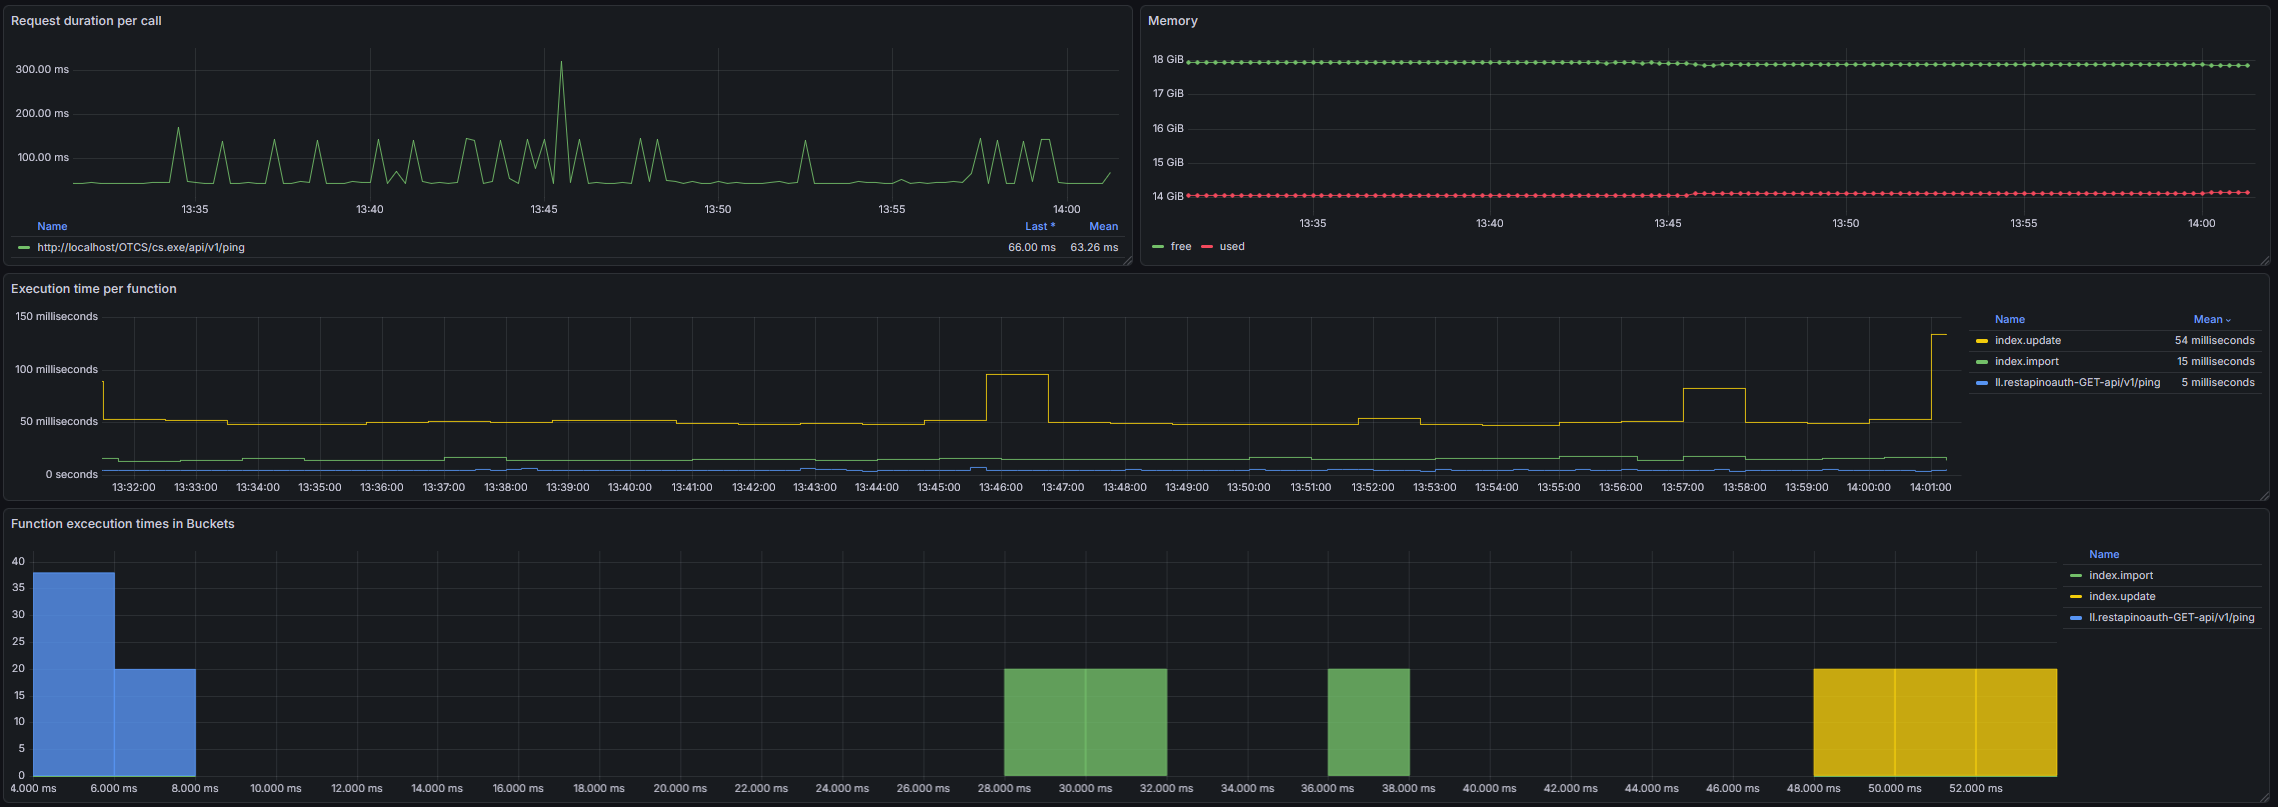 Request duration per call
300.00 ms
200.00 ms
100.00 ms
13:35 13:40 13:45 13:50 13:55 14:00
Name Last * Mean
http://localhost/OTCS/cs.exe/api/v1/ping 66.00 ms 63.26 ms
Memory
18 GiB
17 GiB
16 GiB
15 GiB
14 GiB
13:35 13:40 13:45 13:50 13:55 14:00
free used
Execution time per function
150 milliseconds
100 milliseconds
50 milliseconds
0 seconds
13:32:00 13:33:00 13:34:00 13:35:00 13:36:00 13:37:00 13:38:00 13:39:00 13:40:00 13:41:00 13:42:00 13:43:00 13:44:00 13:45:00 13:46:00 13:47:00 13:48:00 13:49:00 13:50:00 13:51:00 13:52:00 13:53:00 13:54:00 13:55:00 13:56:00 13:57:00 13:58:00 13:59:00 14:00:00 14:01:00
Name Mean
index.update 54 milliseconds
index.import 15 milliseconds
ll.restapinoauth-GET-api/v1/ping 5 milliseconds
Function excecution times in Buckets
40
35
30
25
20
15
10
5
0
4.000 ms 6.000 ms 8.000 ms 10.000 ms 12.000 ms 14.000 ms 16.000 ms 18.000 ms 20.000 ms 22.000 ms 24.000 ms 26.000 ms 28.000 ms 30.000 ms 32.000 ms 34.000 ms 36.000 ms 38.000 ms 40.000 ms 42.000 ms 44.000 ms 46.000 ms 48.000 ms 50.000 ms 52.000 ms
Name
index.import
index.update
ll.restapinoauth-GET-api/v1/ping